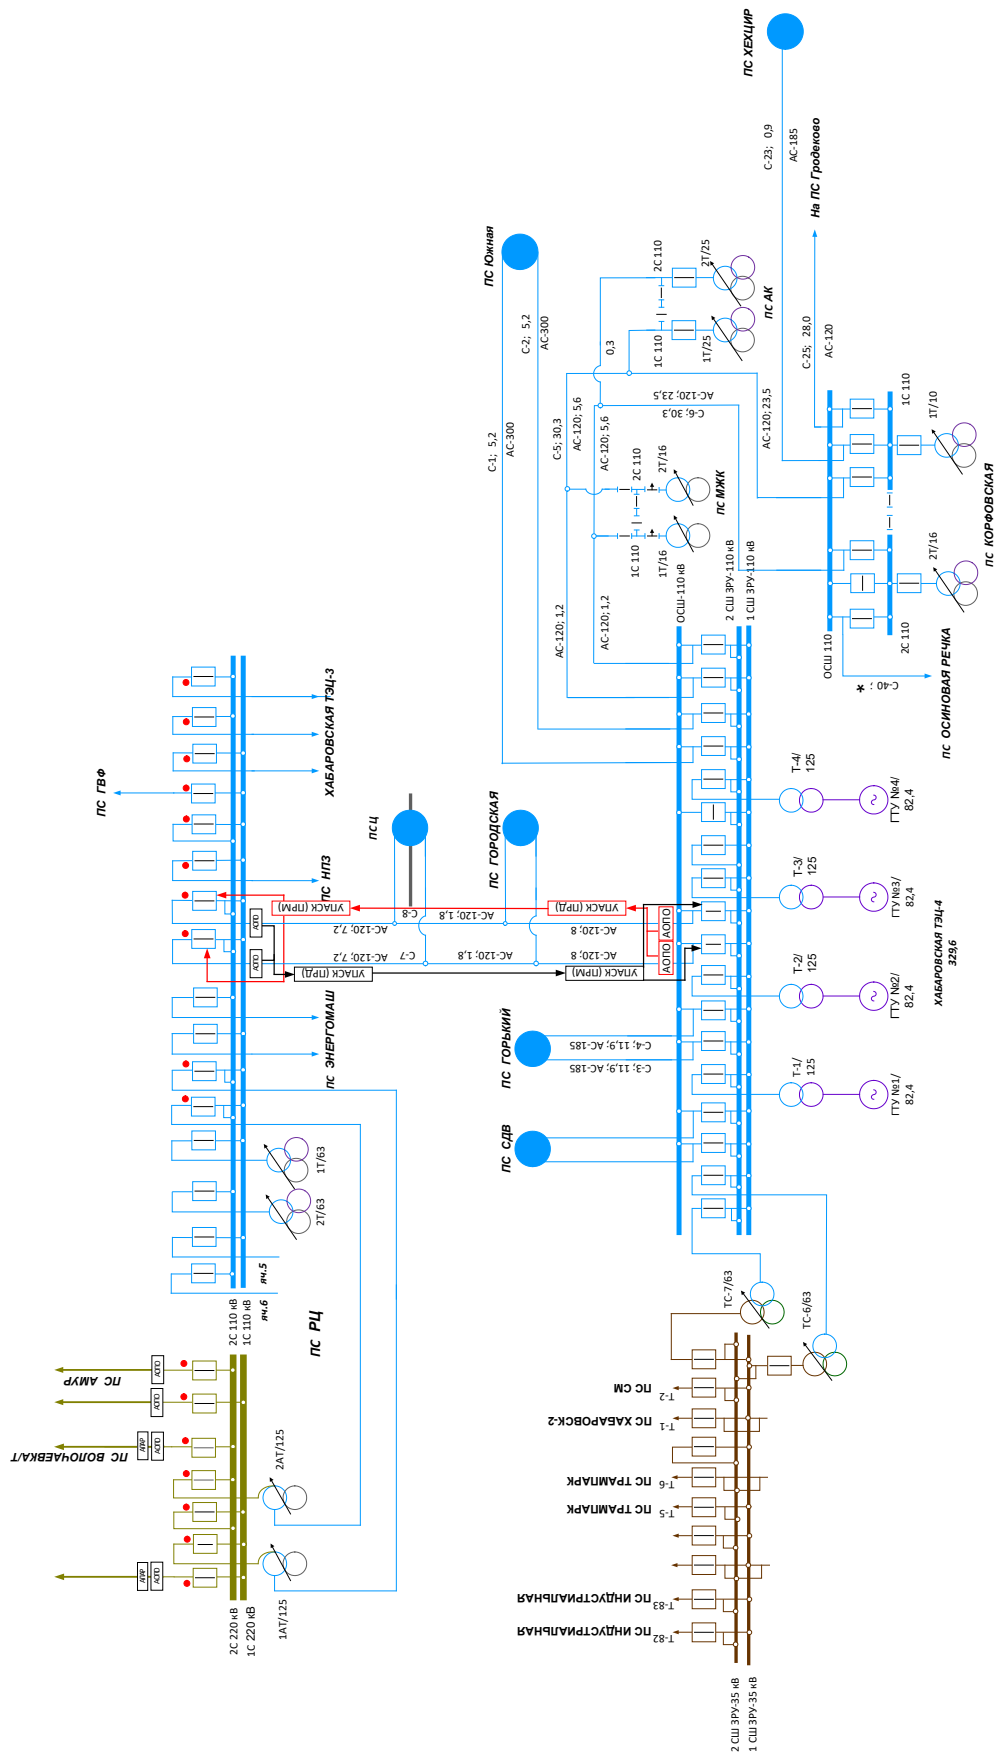 ПС ХЕХЦИР
С-23; 0,9
АС-185
На ПС Гродеково
С-25; 28,0
АС-120
ПС Южная
С-1; 5,2
АС-300
С-2; 5,2
АС-300
2С 110
1С 110
2Т/25
1Т/25
ПС АК
0,3
АС-120; 23,5
С-6; 30,3
С-5; 30,3
АС-120; 5,6
АС-120; 5,6
АС-120; 23,5
2С 110
1С 110
2Т/16
1Т/16
ПС МЖК
АС-120; 1,2
АС-120; 1,2
1С 110
1Т/10
2Т/16
2С 110
ОСШ 110
ПС КОРФОВСКАЯ
С-40 ; *
ПС ОСИНОВАЯ РЕЧКА
ОСШ-110 кВ
2 СШ ЗРУ-110 кВ
1 СШ ЗРУ-110 кВ
ПС ГВФ
ХАБАРОВСКАЯ ТЭЦ-3
ПС НПЗ
ПС Ц
ПС ГОРОДСКАЯ
АОПО
АОПО
УПАСК (ПРМ)
УПАСК (ПРД)
С-8
АС-120; 7,2
АС-120; 1,8
АС-120; 8
АОПО
АОПО
С-7
АС-120; 7,2
АС-120; 1,8
АС-120; 8
УПАСК (ПРД)
УПАСК (ПРМ)
ПС ЭНЕРГОМАШ
ПС ГОРЬКИЙ
С-4; 11,9; АС-185
С-3; 11,9; АС-185
ПС СДВ
Т-4/
125
ГТУ №4/
82,4
Т-3/
125
ГТУ №3/
82,4
Т-2/
125
ГТУ №2/
82,4
Т-1/
125
ГТУ №1/
82,4
ХАБАРОВСКАЯ ТЭЦ-4
329,6
1Т/63
2Т/63
яч.5
яч.6
2С 110 кВ
1С 110 кВ
ПС РЦ
ПС АМУР
АОПО
АОПО
ПС ВОЛОЧАЕВКА/Т
АПАР
АОПО
АПАР
АОПО
2АТ/125
1АТ/125
2С 220 кВ
1С 220 кВ
ТС-7/63
ТС-6/63
Т-2
ПС СМ
Т-1
ПС ХАБАРОВСК-2
Т-6
ПС ТРАМПАРК
Т-5
ПС ТРАМПАРК
Т-83
ПС ИНДУСТРИАЛЬНАЯ
Т-82
ПС ИНДУСТРИАЛЬНАЯ
2 СШ ЗРУ-35 кВ
1 СШ ЗРУ-35 кВ